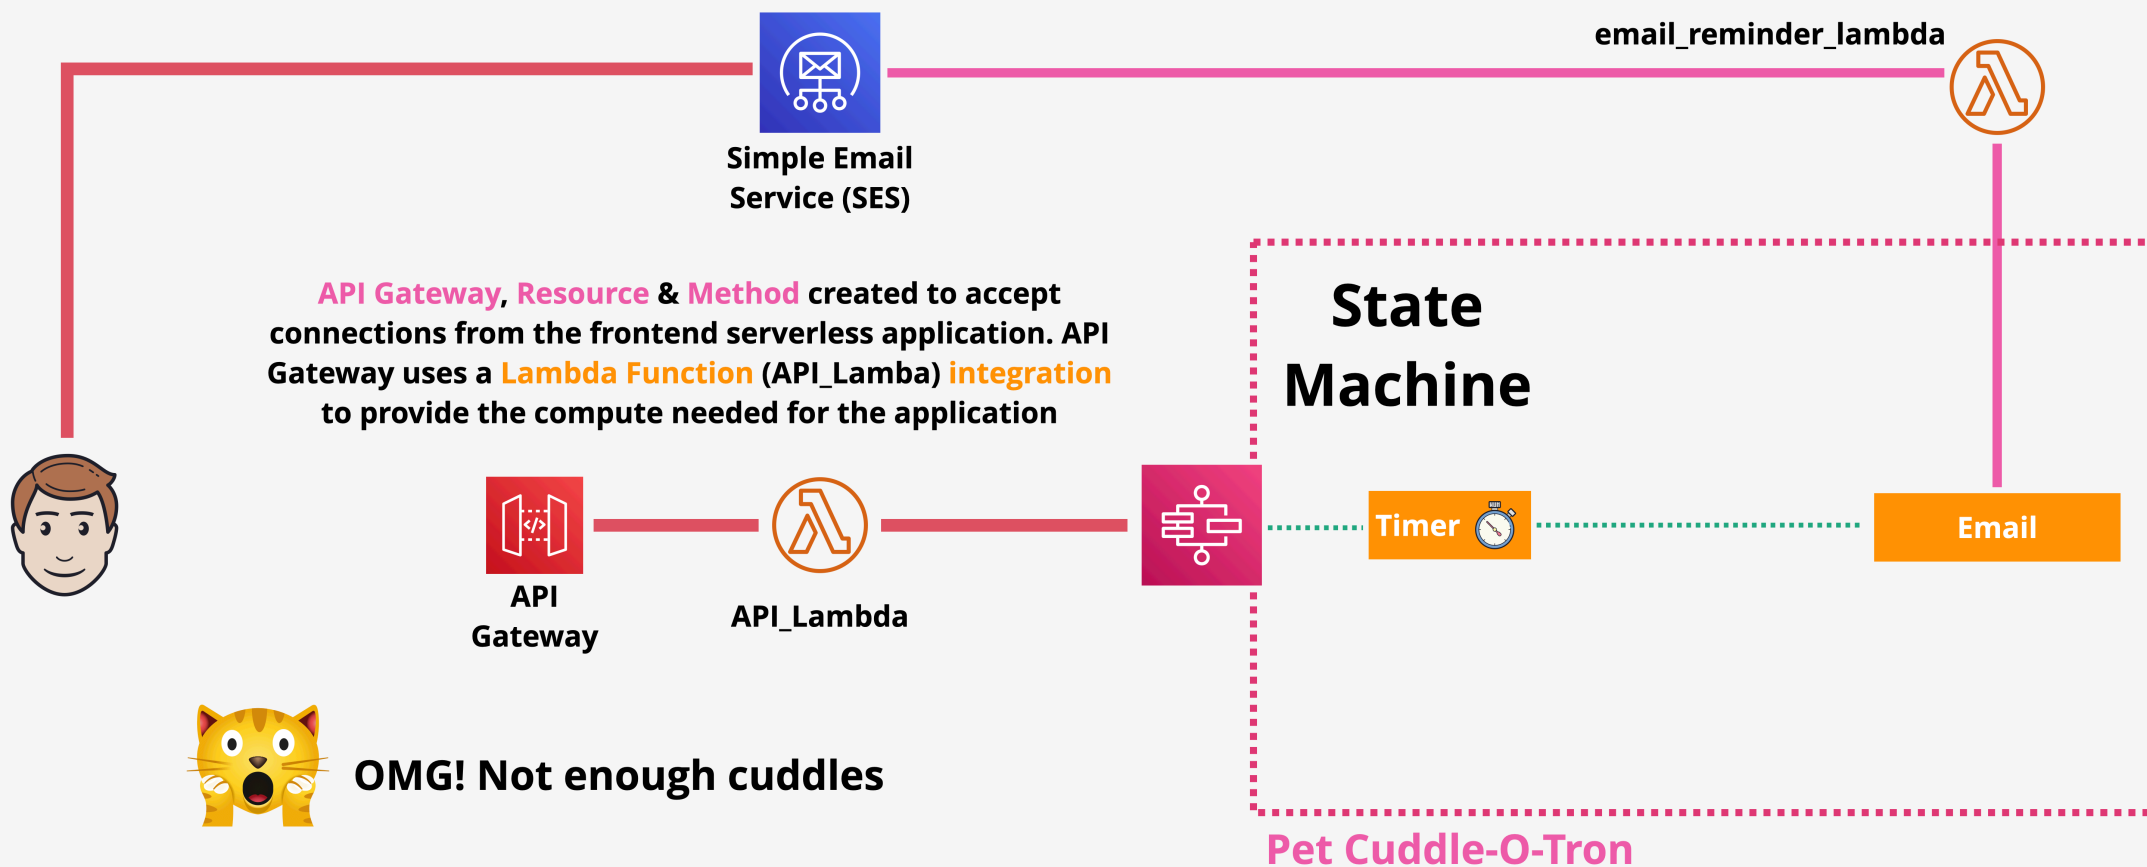 email_reminder_lambda
Simple Email
Service (SES)
API Gateway, Resource & Method created to accept
connections from the frontend serverless application. API
Gateway uses a Lambda Function (API_Lamba) integration
to provide the compute needed for the application
State
Machine
Timer
Email
API
Gateway
API_Lambda
OMG! Not enough cuddles
Pet Cuddle-O-Tron